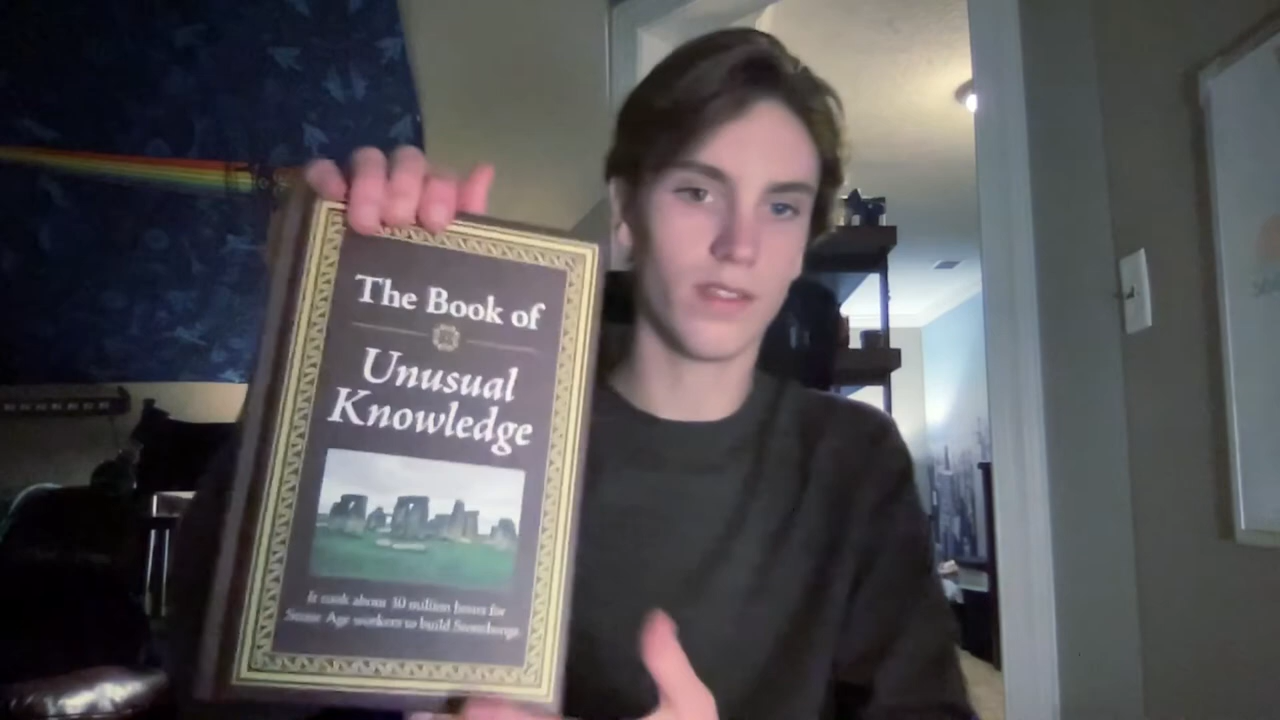 The Book of
Unusual
Knowledge
It took about 30 million hours for
Stone Age workers to build Stonehenge.